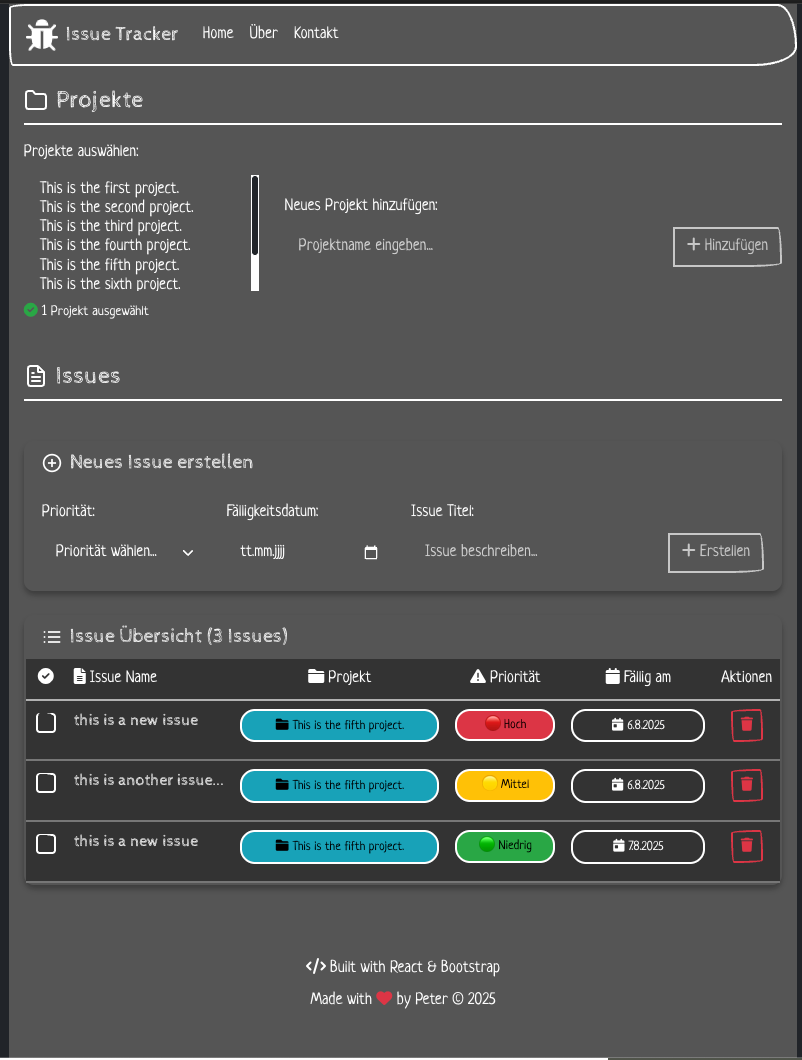 Issue Tracker Home Über Kontakt
Projekte
Projekte auswählen:
This is the first project.
This is the second project.
This is the third project.
This is the fourth project.
This is the fifth project.
This is the sixth project.
1 Projekt ausgewählt
Neues Projekt hinzufügen:
Projektname eingeben...
+ Hinzufügen
Issues
Neues Issue erstellen
Priorität: Fälligkeitsdatum: Issue Titel:
Priorität wählen... tt.mm.jjjj Issue beschreiben... + Erstellen
Issue Übersicht (3 Issues)
Issue Name Projekt Priorität Fällig am Aktionen
this is a new issue This is the fifth project. Hoch 6.8.2025
this is another issue... This is the fifth project. Mittel 6.8.2025
this is a new issue This is the fifth project. Niedrig 7.8.2025
</> Built with React & Bootstrap
Made with ❤ by Peter © 2025